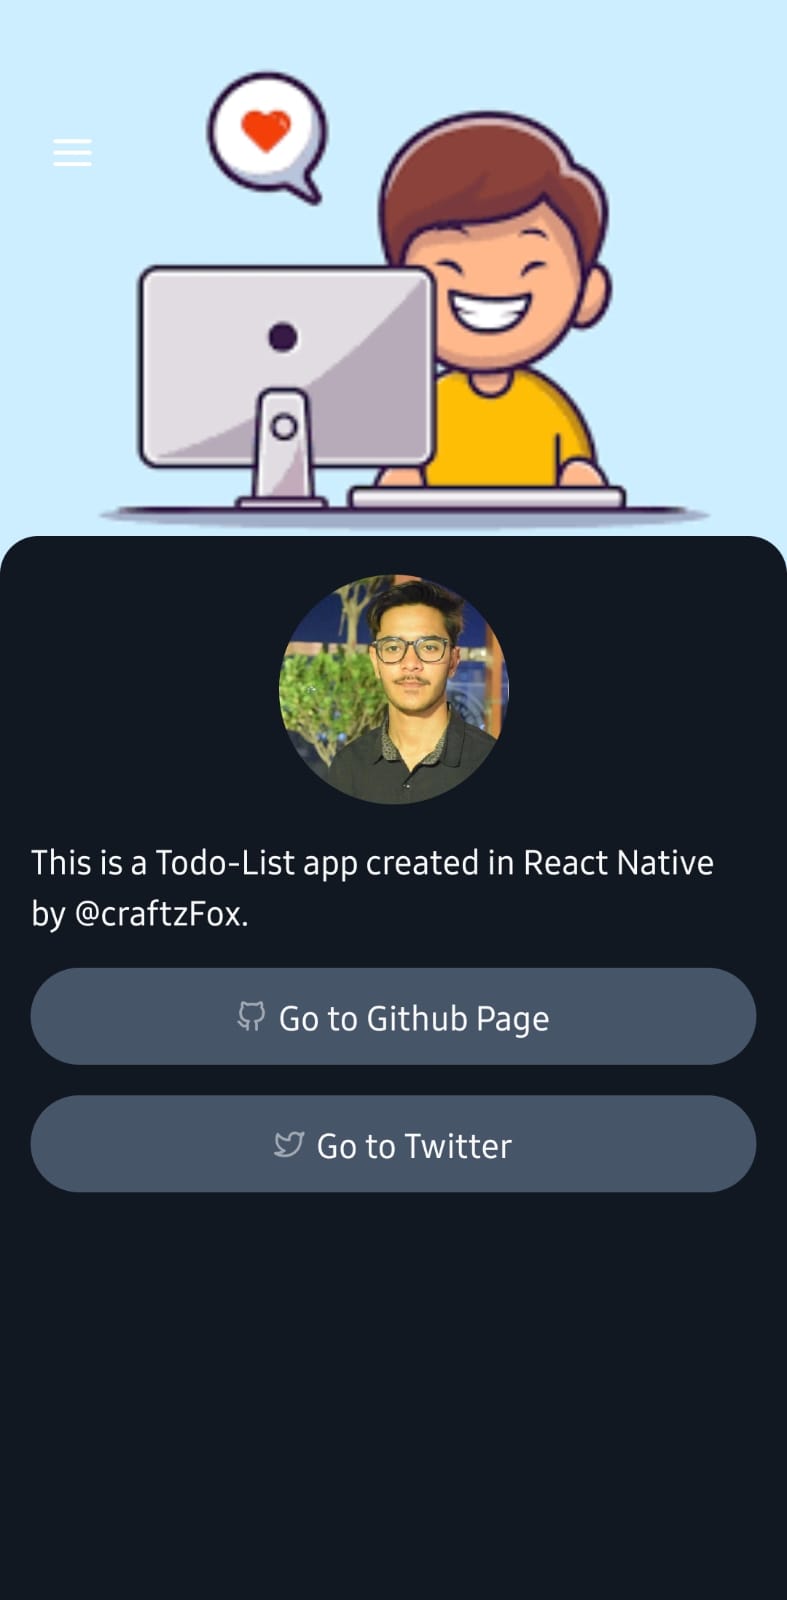 This is a Todo-List app created in React Native
by @craftzFox.
Go to Github Page
Go to Twitter